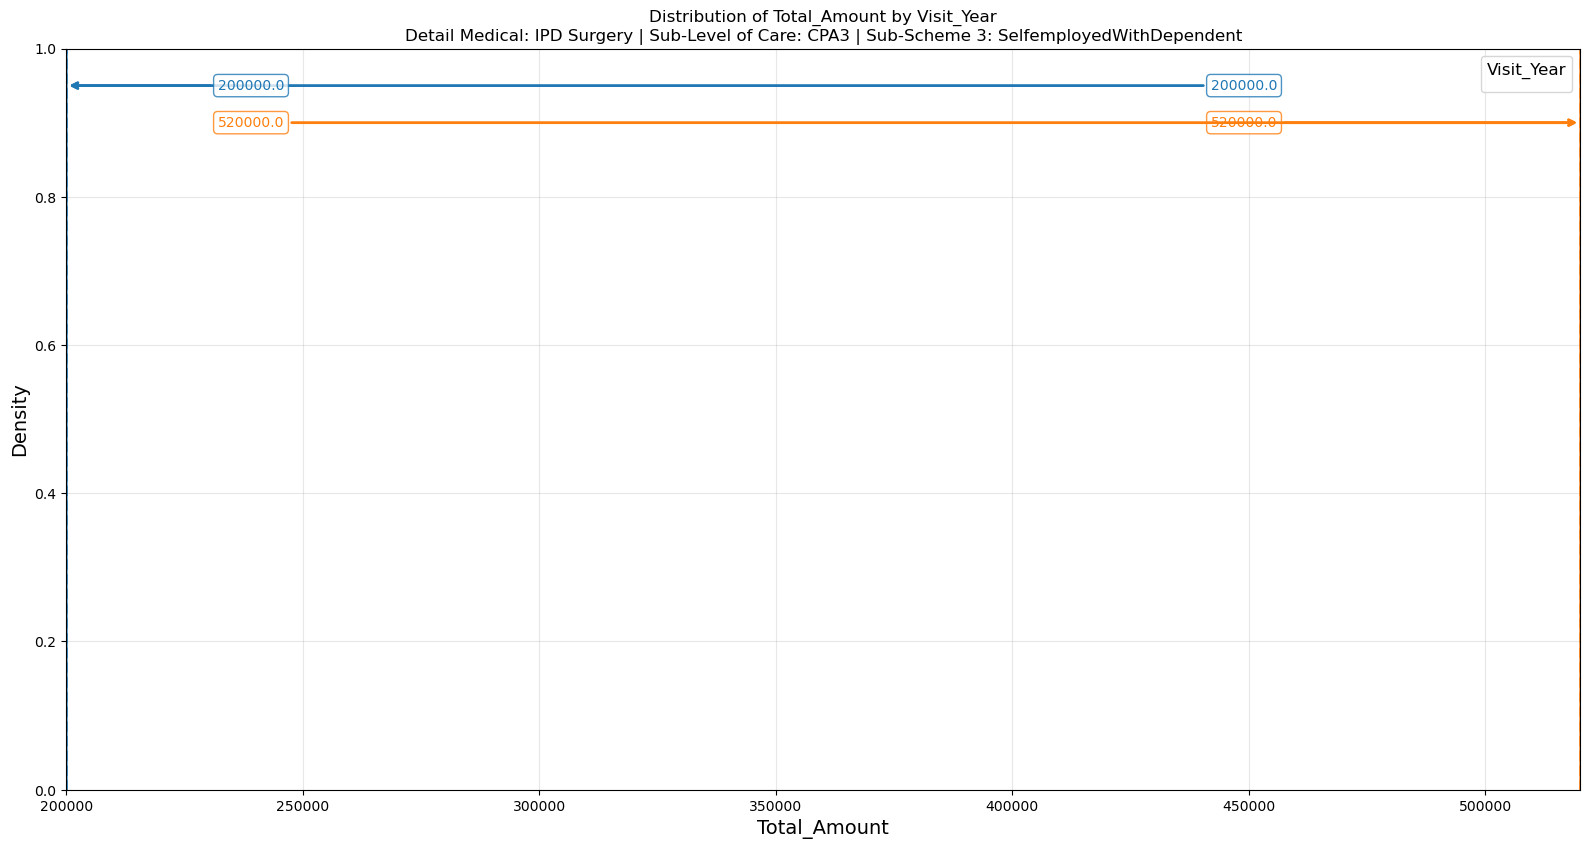 Distribution of Total_Amount by Visit_Year
Detail Medical: IPD Surgery | Sub-Level of Care: CPA3 | Sub-Scheme 3: SelfemployedWithDependent
Visit_Year
200000.0 200000.0
520000.0 520000.0
1.0
0.8
0.6
0.4
0.2
0.0
Density
200000 250000 300000 350000 400000 450000 500000
Total_Amount